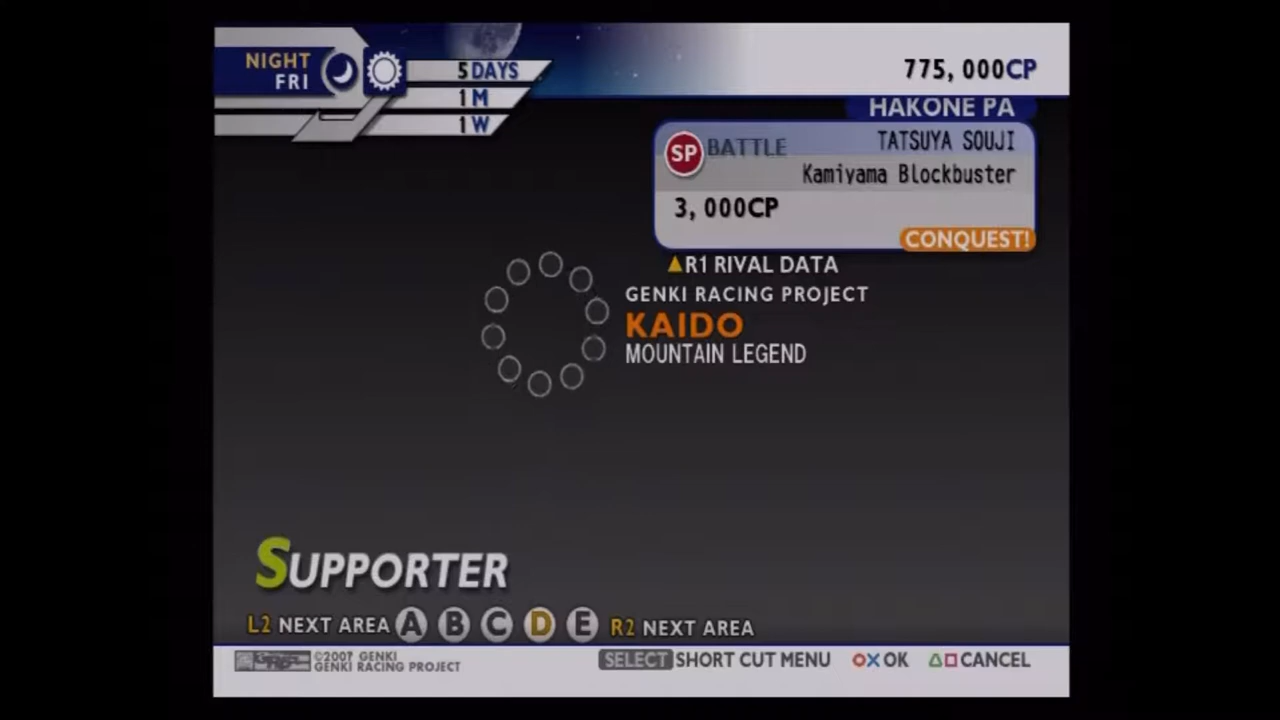 NIGHT
FRI
5 DAYS
1 M
1 W
775,000CP
HAKONE PA
SP BATTLE
TATSUYA SOUJI
Kamiyama Blockbuster
3,000CP
CONQUEST!
R1 RIVAL DATA
GENKI RACING PROJECT
KAIDO
MOUNTAIN LEGEND
SUPPORTER
L2 NEXT AREA A B C D E R2 NEXT AREA
©2007 GENKI
GENKI RACING PROJECT
SELECT SHORT CUT MENU
OK
CANCEL